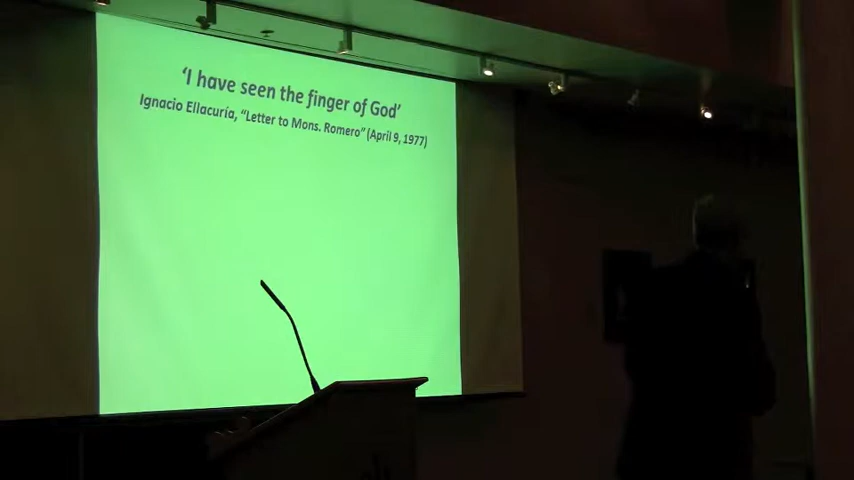 ‘I have seen the finger of God’
Ignacio Ellacuría, “Letter to Mons. Romero” (April 9, 1977)